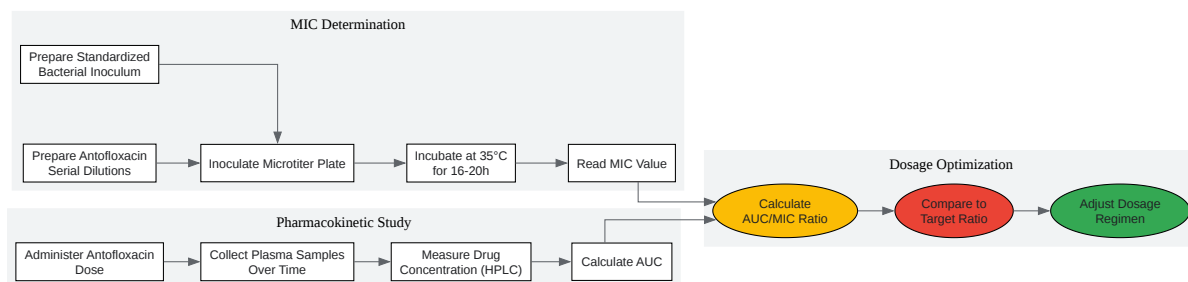 MIC Determination
Prepare Standardized
Bacterial Inoculum
Prepare Antofloxacin
Serial Dilutions
Inoculate Microtiter Plate
Incubate at 35°C
for 16-20h
Read MIC Value
Pharmacokinetic Study
Administer Antofloxacin
Dose
Collect Plasma Samples
Over Time
Measure Drug
Concentration (HPLC)
Calculate AUC
Dosage Optimization
Calculate
AUC/MIC Ratio
Compare to
Target Ratio
Adjust Dosage
Regimen